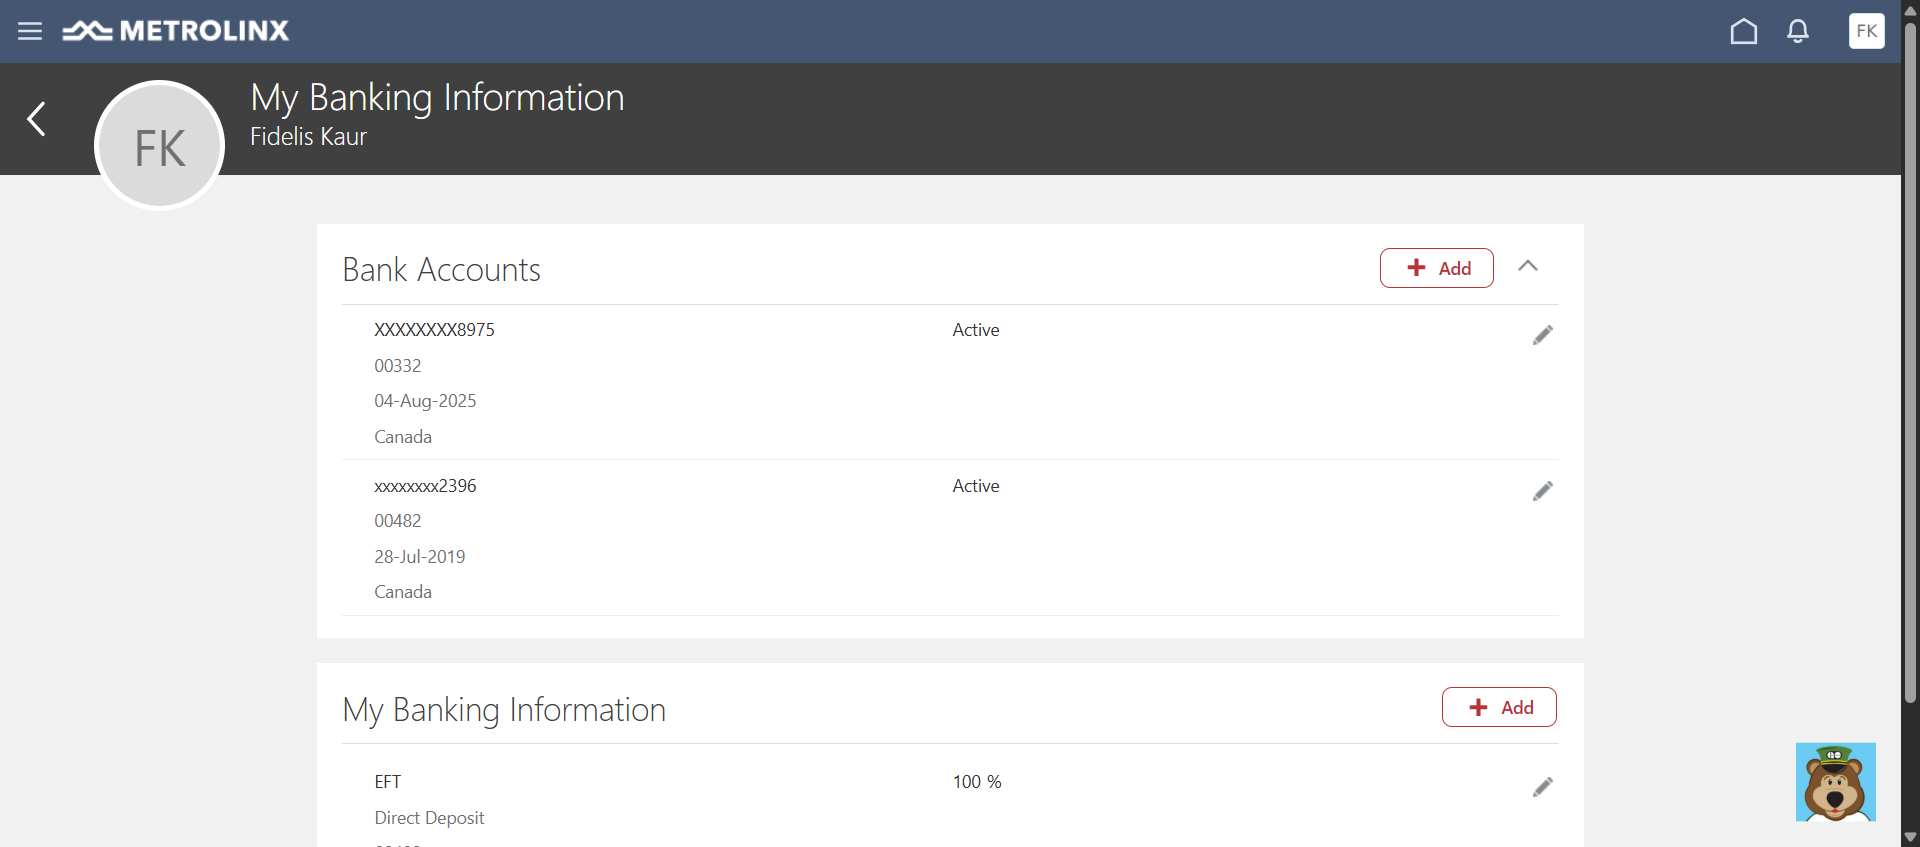 METROLINX
FK
FK
My Banking Information
Fidelis Kaur
Bank Accounts
Add
XXXXXXXX8975
Active
00332
04-Aug-2025
Canada
xxxxxxxx2396
Active
00482
28-Jul-2019
Canada
My Banking Information
Add
EFT
100 %
Direct Deposit